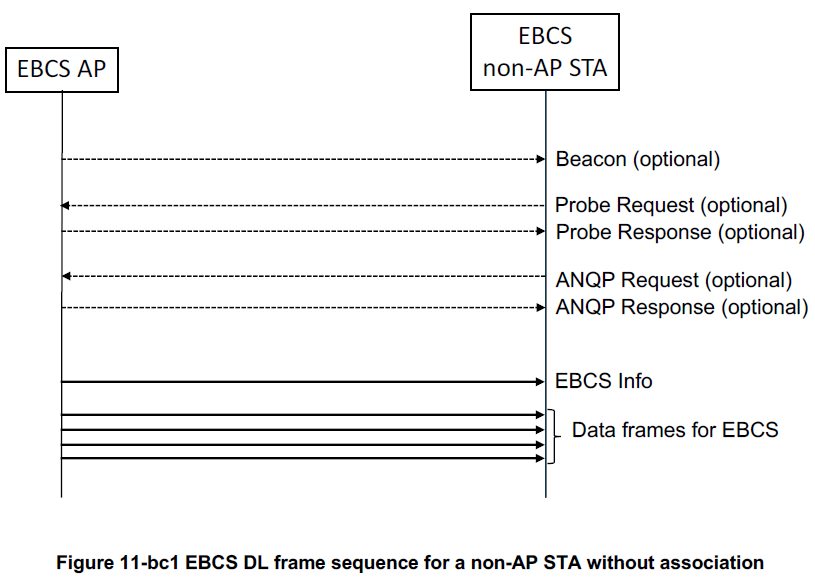 EBCS AP
EBCS
non-AP STA
Beacon (optional)
Probe Request (optional)
Probe Response (optional)
ANQP Request (optional)
ANQP Response (optional)
EBCS Info
Data frames for EBCS
Figure 11-bc1 EBCS DL frame sequence for a non-AP STA without association